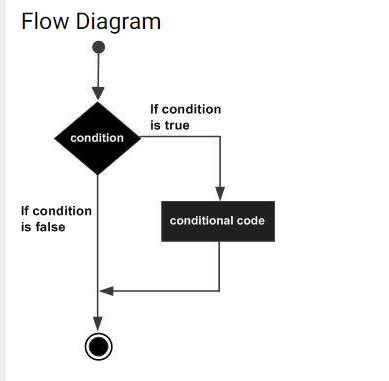 Flow Diagram
If condition
is true
condition
If condition
is false
conditional code